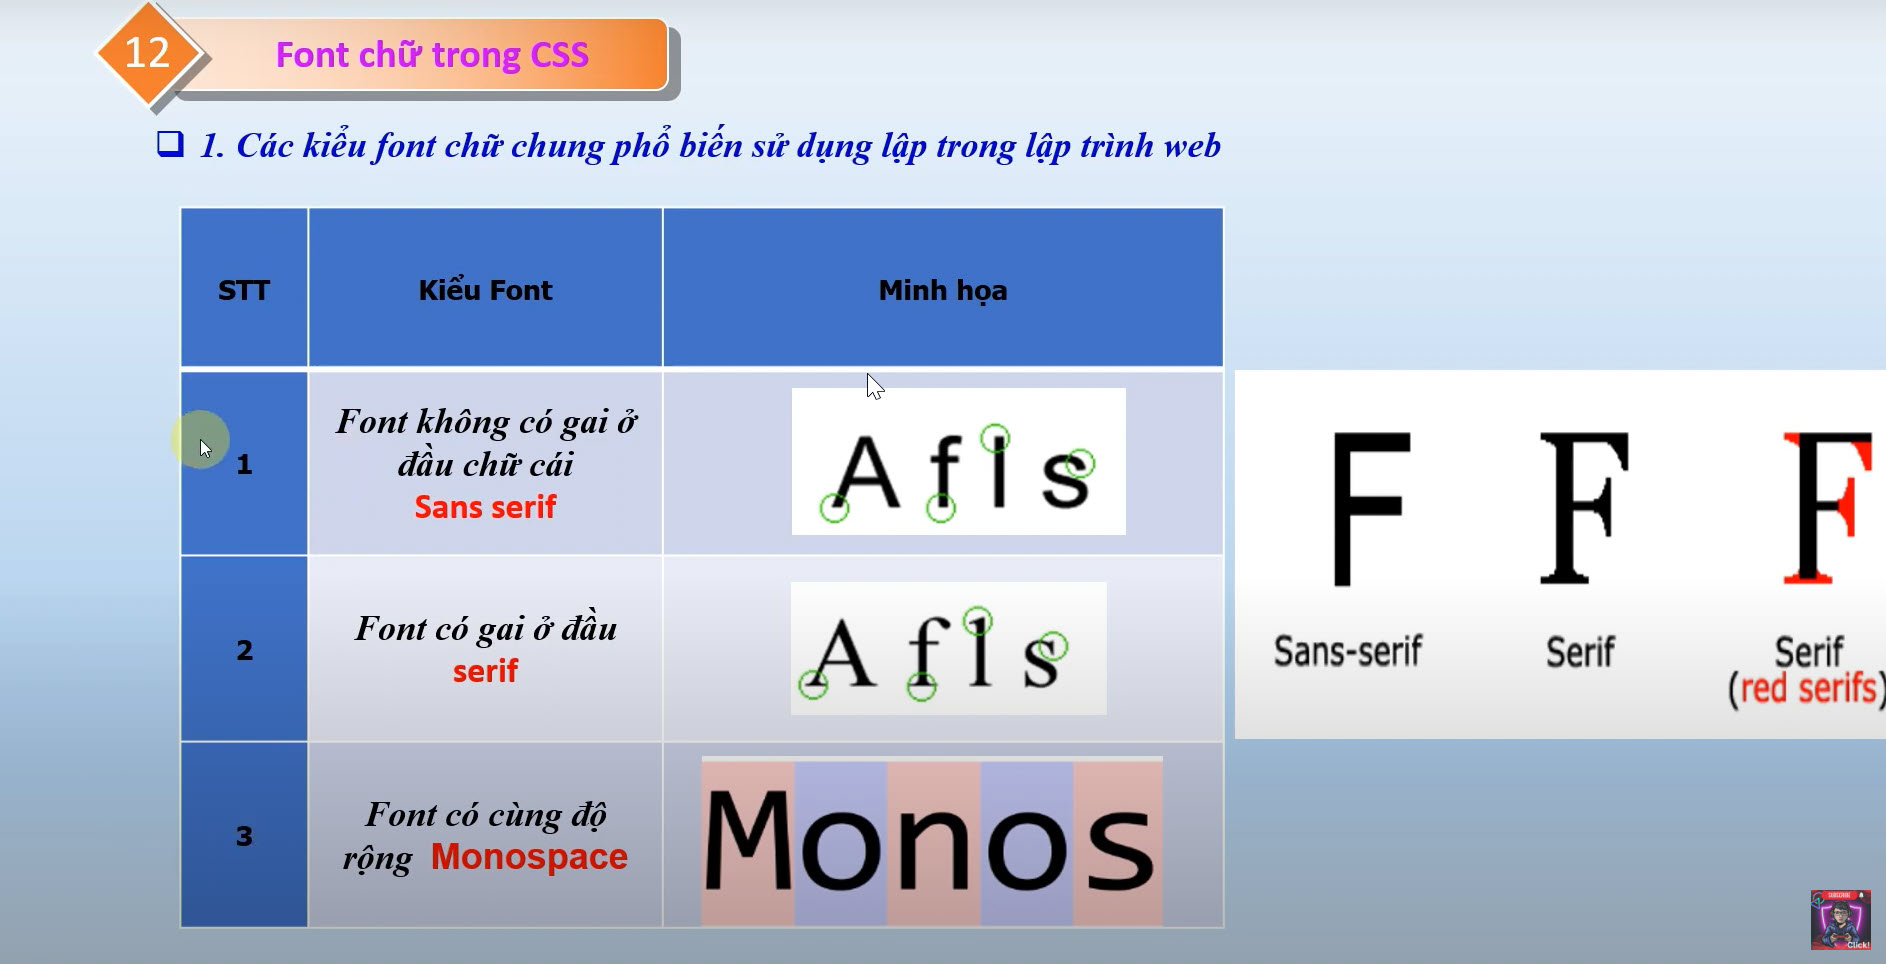 12
Font chữ trong CSS
1. Các kiểu font chữ chung phổ biến sử dụng lập trong lập trình web
STT Kiểu Font Minh họa
1
Font không có gai ở
đầu chữ cái
Sans serif
A f l s
2
Font có gai ở đầu
serif
A f l s
3
Font có cùng độ
rộng Monospace
Monos
F F F
Sans-serif Serif Serif
(red serifs)
SUBSCRIBE
Click!